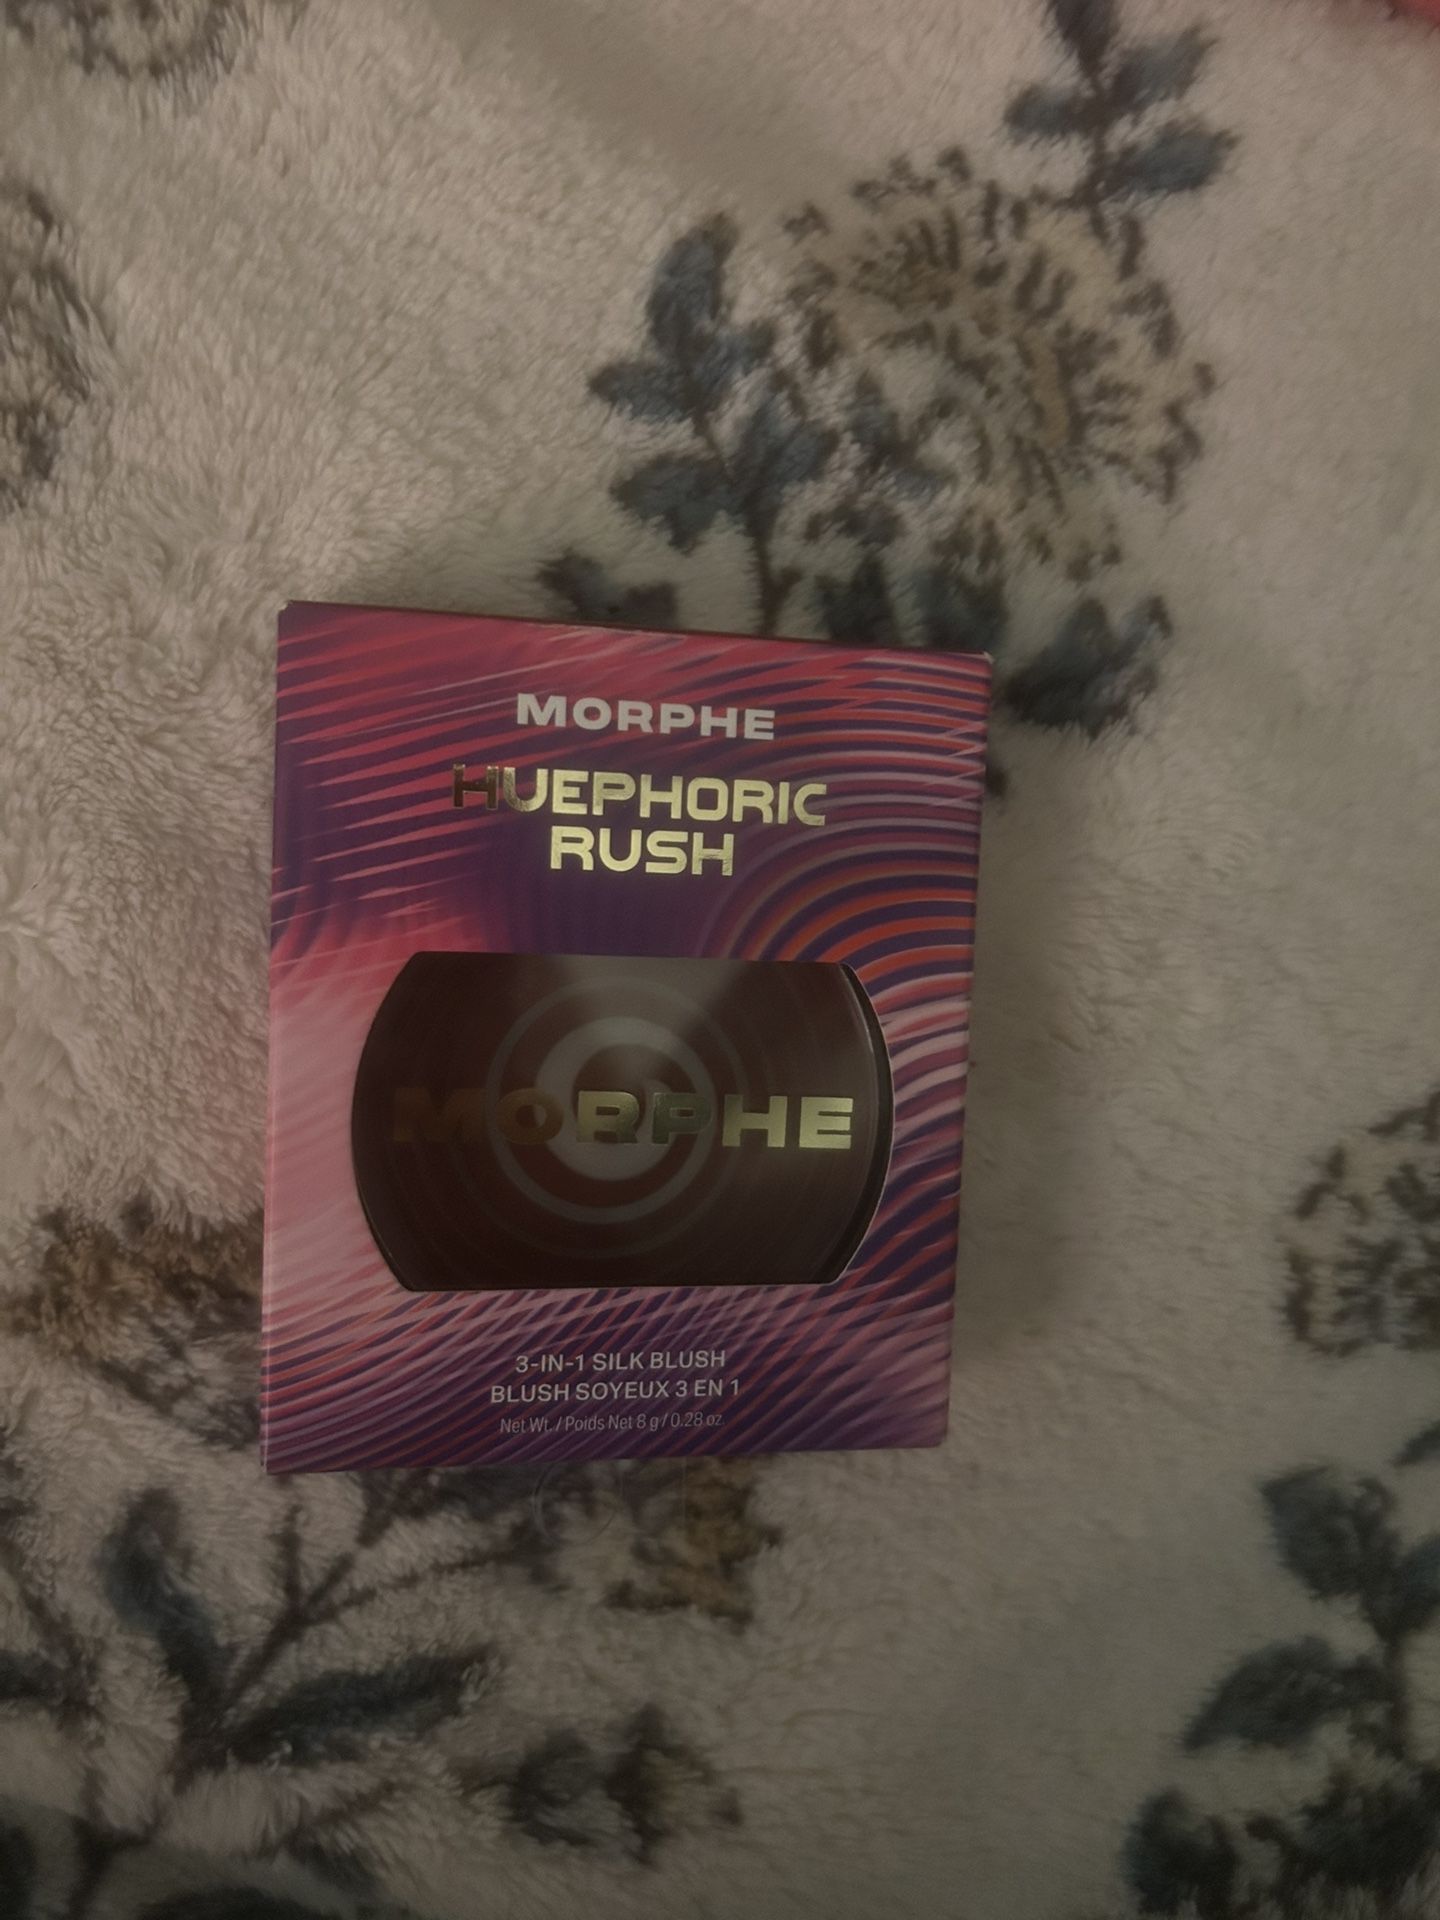 MORPHE
HUEPHORIC
RUSH
MORPHE
3-IN-1 SILK BLUSH
BLUSH SOYEUX 3 EN 1
Net Wt. / Poids Net 8 g / 0.28 oz.